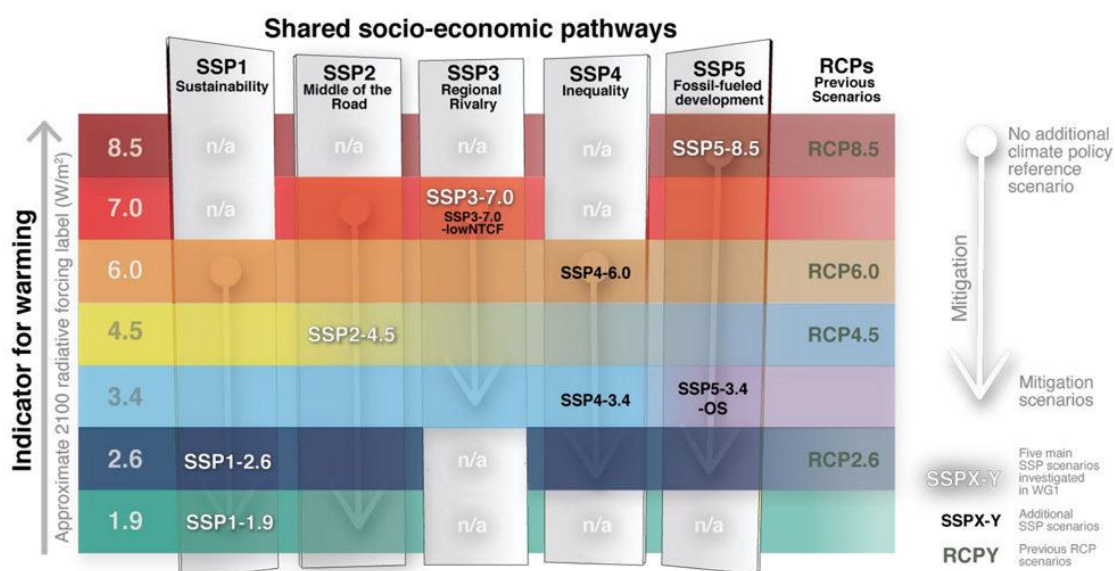 Shared socio-economic pathways
SSP1
Sustainability
SSP2
Middle of the
Road
SSP3
Regional
Rivalry
SSP4
Inequality
SSP5
Fossil-fueled
development
RCPs
Previous
Scenarios
Indicator for warming
Approximate 2100 radiative forcing label (W/m²)
8.5 n/a n/a n/a n/a SSP5-8.5 RCP8.5
7.0 n/a SSP3-7.0 n/a
SSP3-7.0
-lowNTCF
6.0 SSP4-6.0 RCP6.0
4.5 SSP2-4.5 RCP4.5
3.4 SSP4-3.4 SSP5-3.4
-OS
2.6 SSP1-2.6 n/a RCP2.6
1.9 SSP1-1.9 n/a n/a n/a
No additional
climate policy
reference
scenario
Mitigation
Mitigation
scenarios
SSPX-Y
Five main
SSP scenarios
investigated
in WG1
SSPX-Y
Additional
SSP scenarios
RCPY
Previous RCP
scenarios